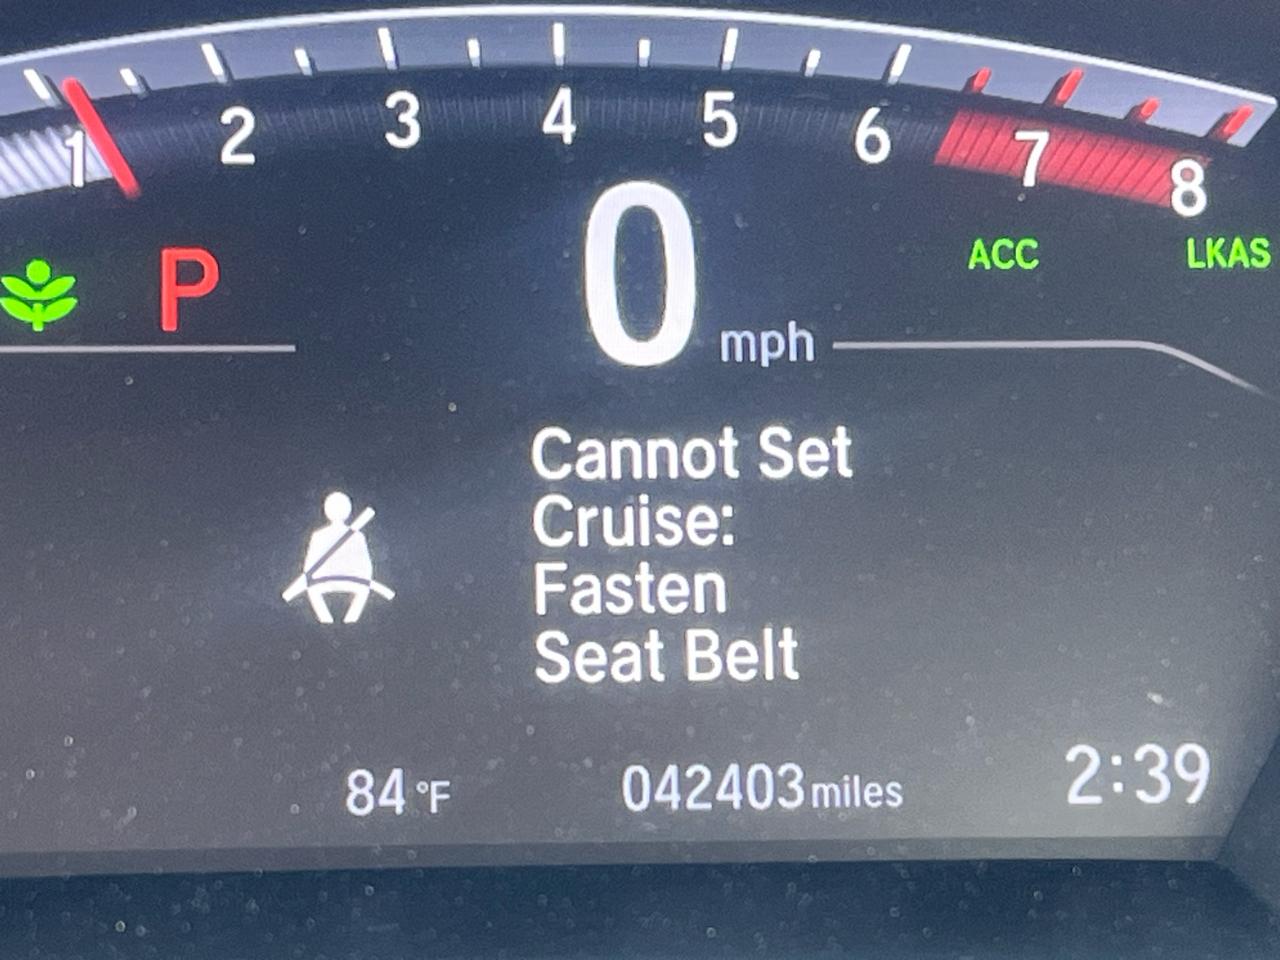 1 2 3 4 5 6 7 8
0 mph
P
ACC LKAS
Cannot Set
Cruise:
Fasten
Seat Belt
84 °F 042403 miles 2:39